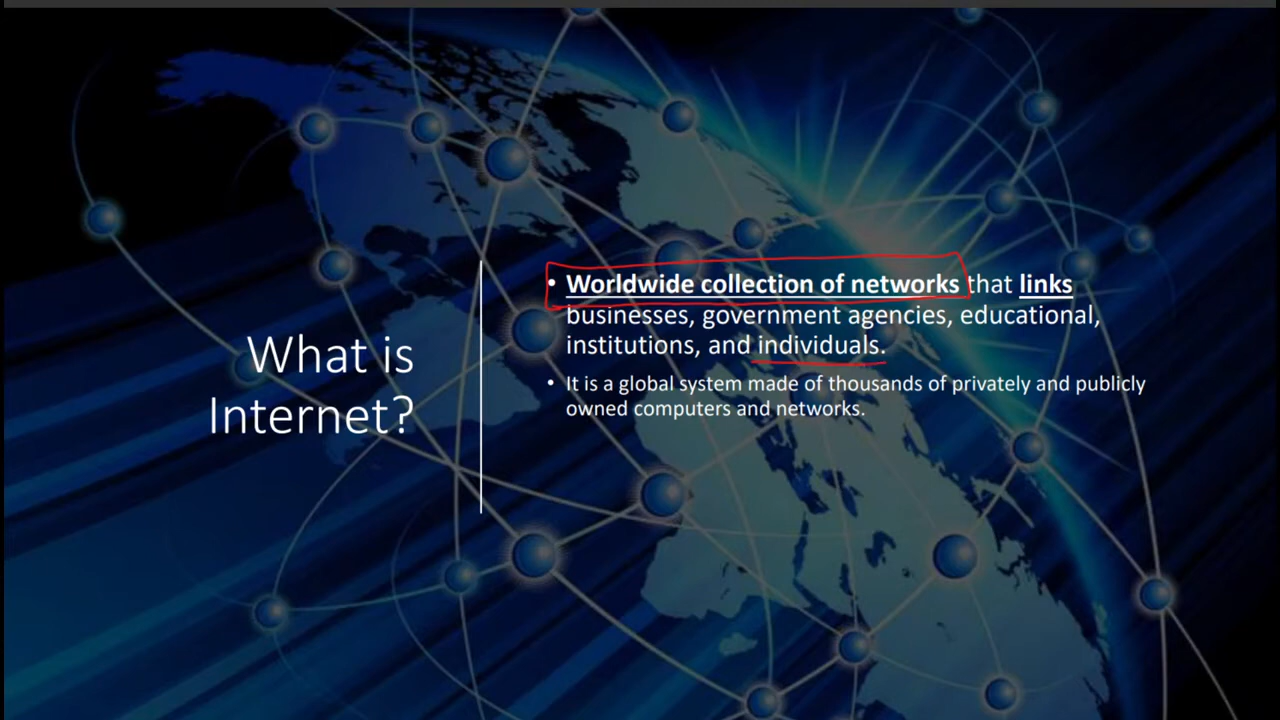 What is
Internet?
• Worldwide collection of networks that links
businesses, government agencies, educational,
institutions, and individuals.
• It is a global system made of thousands of privately and publicly
owned computers and networks.